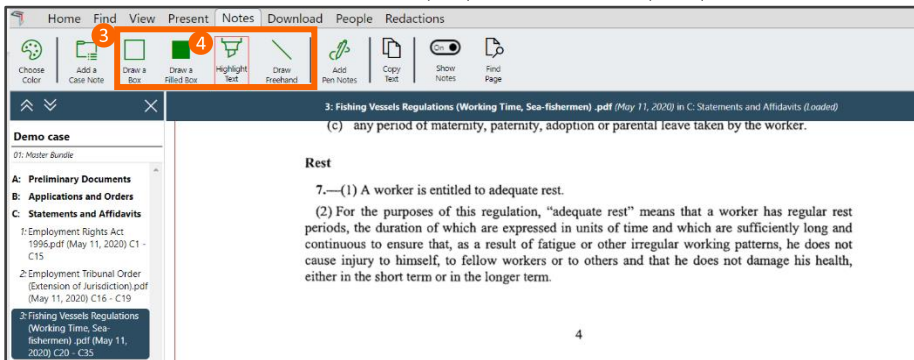 Home Find View Present Notes Download People Redactions
3
4
Choose Color
Add a Case Note
Draw a Box
Draw a Filled Box
Highlight Text
Draw Freehand
Add Pen Notes
Copy Text
On
Show Notes
Find Page
3: Fishing Vessels Regulations (Working Time, Sea-fishermen) .pdf (May 11, 2020) in C: Statements and Affidavits (Loaded)
Demo case
01: Master Bundle
A: Preliminary Documents
B: Applications and Orders
C: Statements and Affidavits
1: Employment Rights Act
1996.pdf (May 11, 2020) C1 -
C15
2: Employment Tribunal Order
(Extension of Jurisdiction).pdf
(May 11, 2020) C16 - C19
3: Fishing Vessels Regulations
(Working Time, Sea-
fishermen) .pdf (May 11,
2020) C20 - C35
(c) any period of maternity, paternity, adoption or parental leave taken by the worker.
Rest
7.—(1) A worker is entitled to adequate rest.
(2) For the purposes of this regulation, “adequate rest” means that a worker has regular rest
periods, the duration of which are expressed in units of time and which are sufficiently long and
continuous to ensure that, as a result of fatigue or other irregular working patterns, he does not
cause injury to himself, to fellow workers or to others and that he does not damage his health,
either in the short term or in the longer term.
4